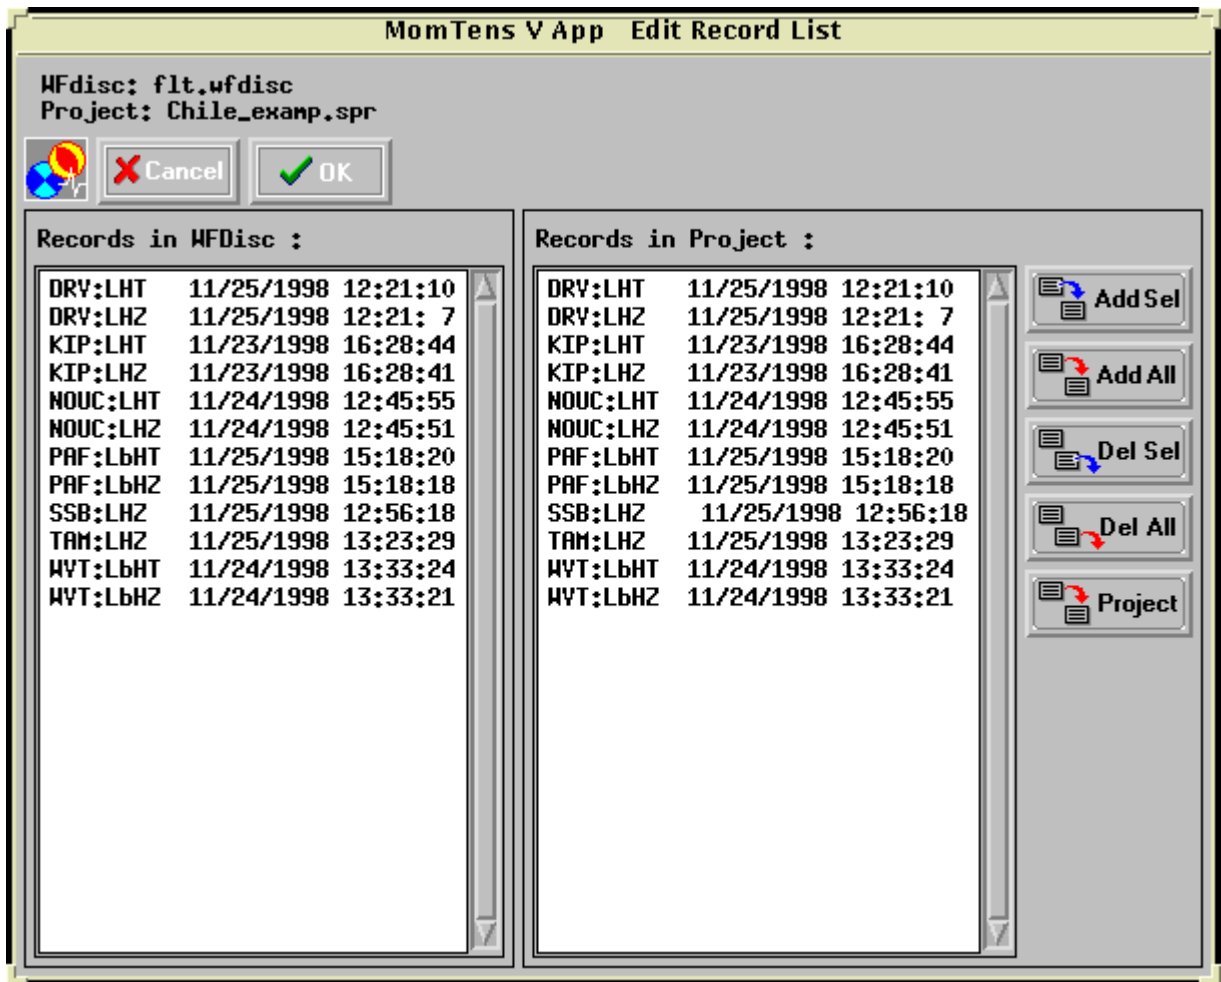 MomTens V App   Edit Record List
WFdisc: flt.wfdisc
Project: Chile_examp.spr
Cancel
OK
Records in WFDisc :
DRV:LHT   11/25/1998 12:21:10
DRV:LHZ   11/25/1998 12:21: 7
KIP:LHT   11/23/1998 16:28:44
KIP:LHZ   11/23/1998 16:28:41
NOUC:LHT  11/24/1998 12:45:55
NOUC:LHZ  11/24/1998 12:45:51
PAF:LbHT  11/25/1998 15:18:20
PAF:LbHZ  11/25/1998 15:18:18
SSB:LHZ   11/25/1998 12:56:18
TAM:LHZ   11/25/1998 13:23:29
WVT:LbHT  11/24/1998 13:33:24
WVT:LbHZ  11/24/1998 13:33:21
Records in Project :
DRV:LHT   11/25/1998 12:21:10
DRV:LHZ   11/25/1998 12:21: 7
KIP:LHT   11/23/1998 16:28:44
KIP:LHZ   11/23/1998 16:28:41
NOUC:LHT  11/24/1998 12:45:55
NOUC:LHZ  11/24/1998 12:45:51
PAF:LbHT  11/25/1998 15:18:20
PAF:LbHZ  11/25/1998 15:18:18
SSB:LHZ    11/25/1998 12:56:18
TAM:LHZ   11/25/1998 13:23:29
WVT:LbHT  11/24/1998 13:33:24
WVT:LbHZ  11/24/1998 13:33:21
Add Sel
Add All
Del Sel
Del All
Project